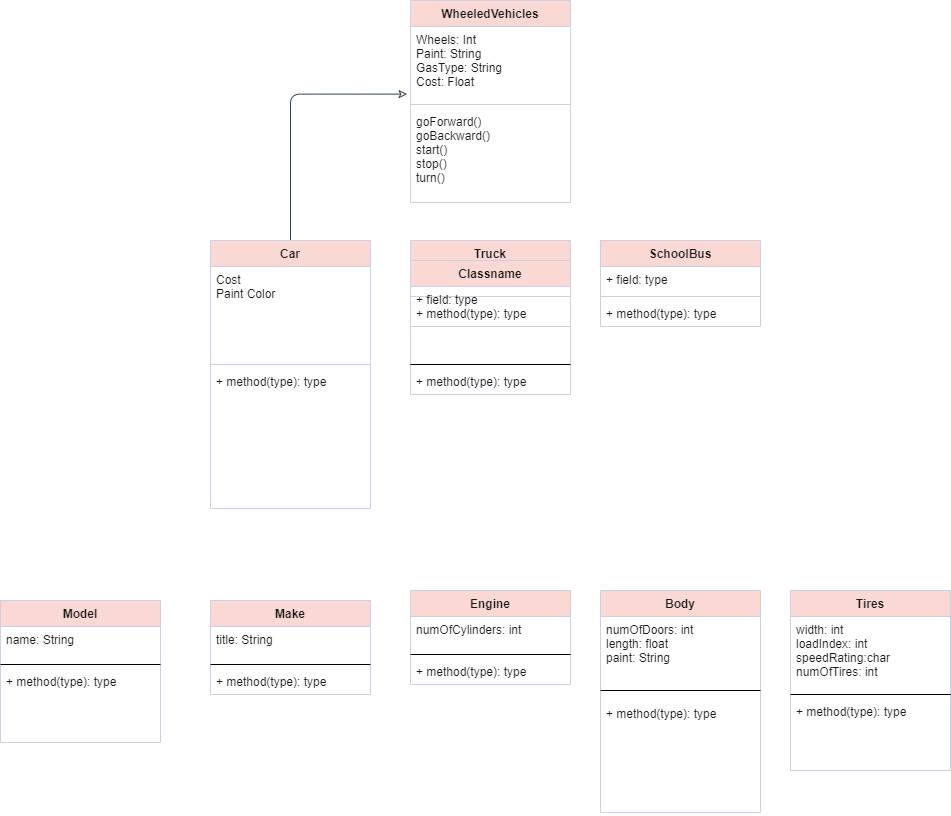 WheeledVehicles
Wheels: Int
Paint: String
GasType: String
Cost: Float
goForward()
goBackward()
start()
stop()
turn()
Car
Cost
Paint Color
+ method(type): type
Truck
Classname
+ field: type
+ method(type): type
+ method(type): type
SchoolBus
+ field: type
+ method(type): type
Model
name: String
+ method(type): type
Make
title: String
+ method(type): type
Engine
numOfCylinders: int
+ method(type): type
Body
numOfDoors: int
length: float
paint: String
+ method(type): type
Tires
width: int
loadIndex: int
speedRating:char
numOfTires: int
+ method(type): type